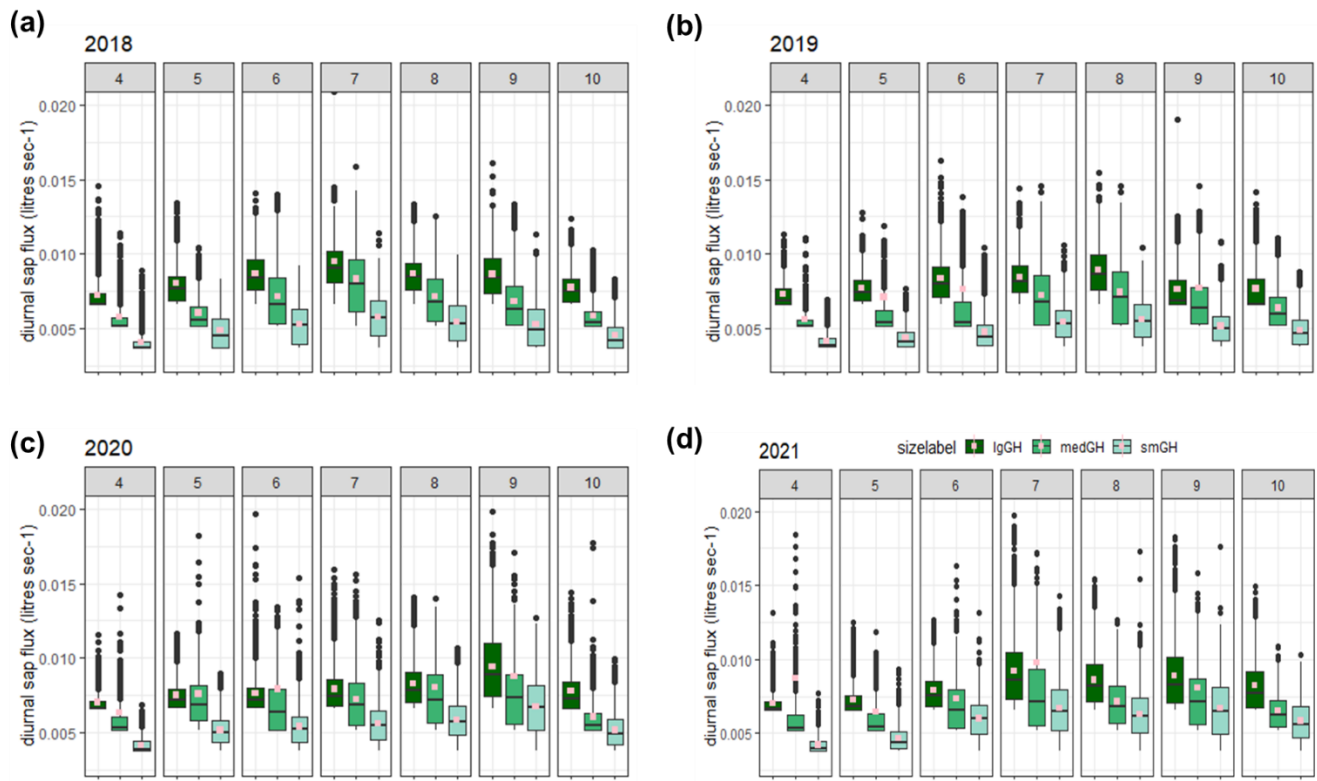 (a)
2018
4 5 6 7 8 9 10
0.020
0.015
0.010
0.005
diurnal sap flux (litres sec-1)
(b)
2019
4 5 6 7 8 9 10
0.020
0.015
0.010
0.005
diurnal sap flux (litres sec-1)
(c)
2020
4 5 6 7 8 9 10
0.020
0.015
0.010
0.005
diurnal sap flux (litres sec-1)
(d)
2021
sizelabel lgGH medGH smGH
4 5 6 7 8 9 10
0.020
0.015
0.010
0.005
diurnal sap flux (litres sec-1)